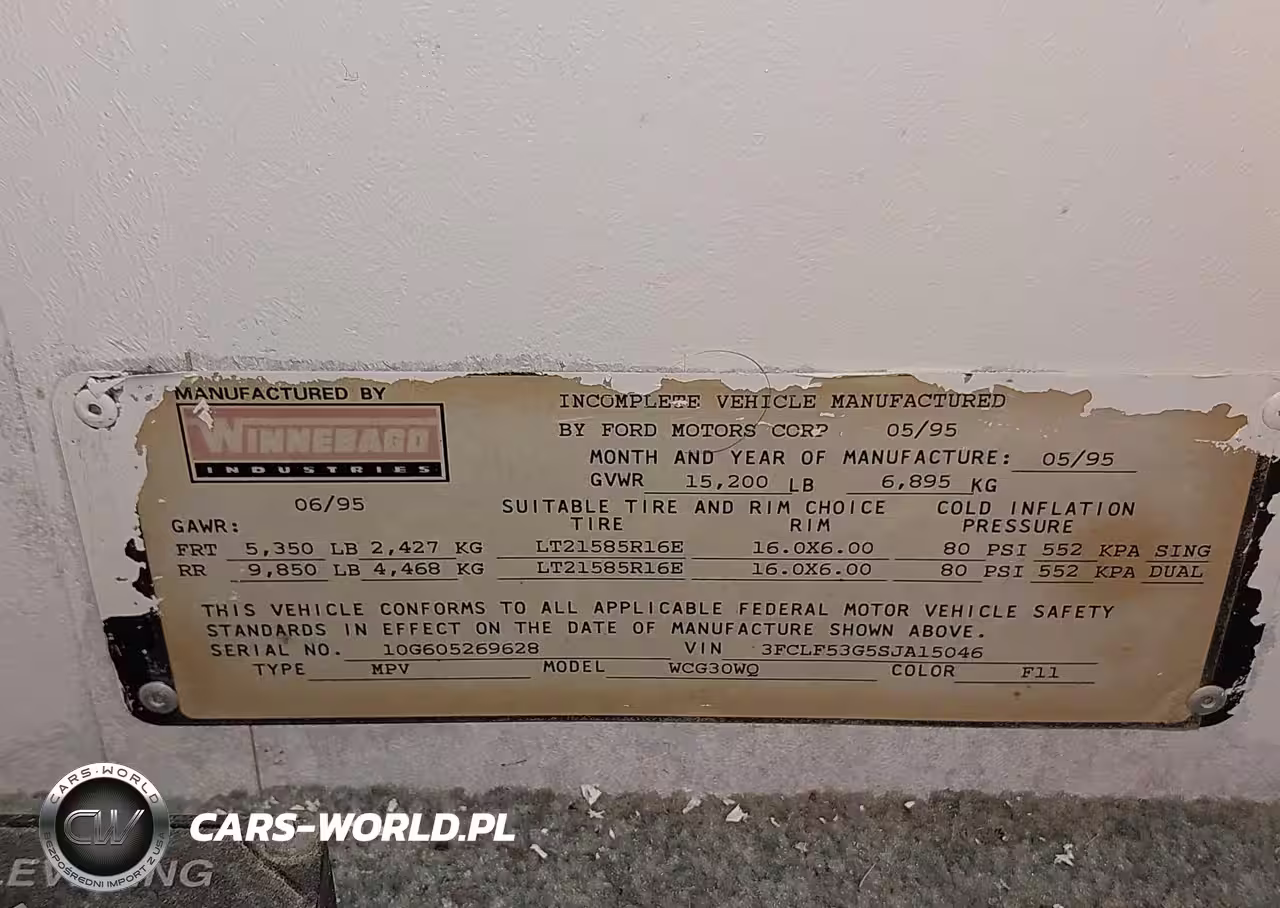 MANUFACTURED BY
WINNEBAGO
INDUSTRIES
INCOMPLETE VEHICLE MANUFACTURED
BY FORD MOTORS CORP 05/95
MONTH AND YEAR OF MANUFACTURE: 05/95
GVWR 15,200 LB 6,895 KG
06/95 SUITABLE TIRE AND RIM CHOICE COLD INFLATION
GAWR: TIRE RIM PRESSURE
FRT 5,350 LB 2,427 KG LT21585R16E 16.0X6.00 80 PSI 552 KPA SING
RR 9,850 LB 4,468 KG LT21585R16E 16.0X6.00 80 PSI 552 KPA DUAL
THIS VEHICLE CONFORMS TO ALL APPLICABLE FEDERAL MOTOR VEHICLE SAFETY
STANDARDS IN EFFECT ON THE DATE OF MANUFACTURE SHOWN ABOVE.
SERIAL NO. 10G605269628 VIN 3FCLF53G5SJA15046
TYPE MPV MODEL WCG30WQ COLOR F11
CARS-WORLD
CW
BEZPOŚREDNI IMPORT Z USA
CARS-WORLD.PL